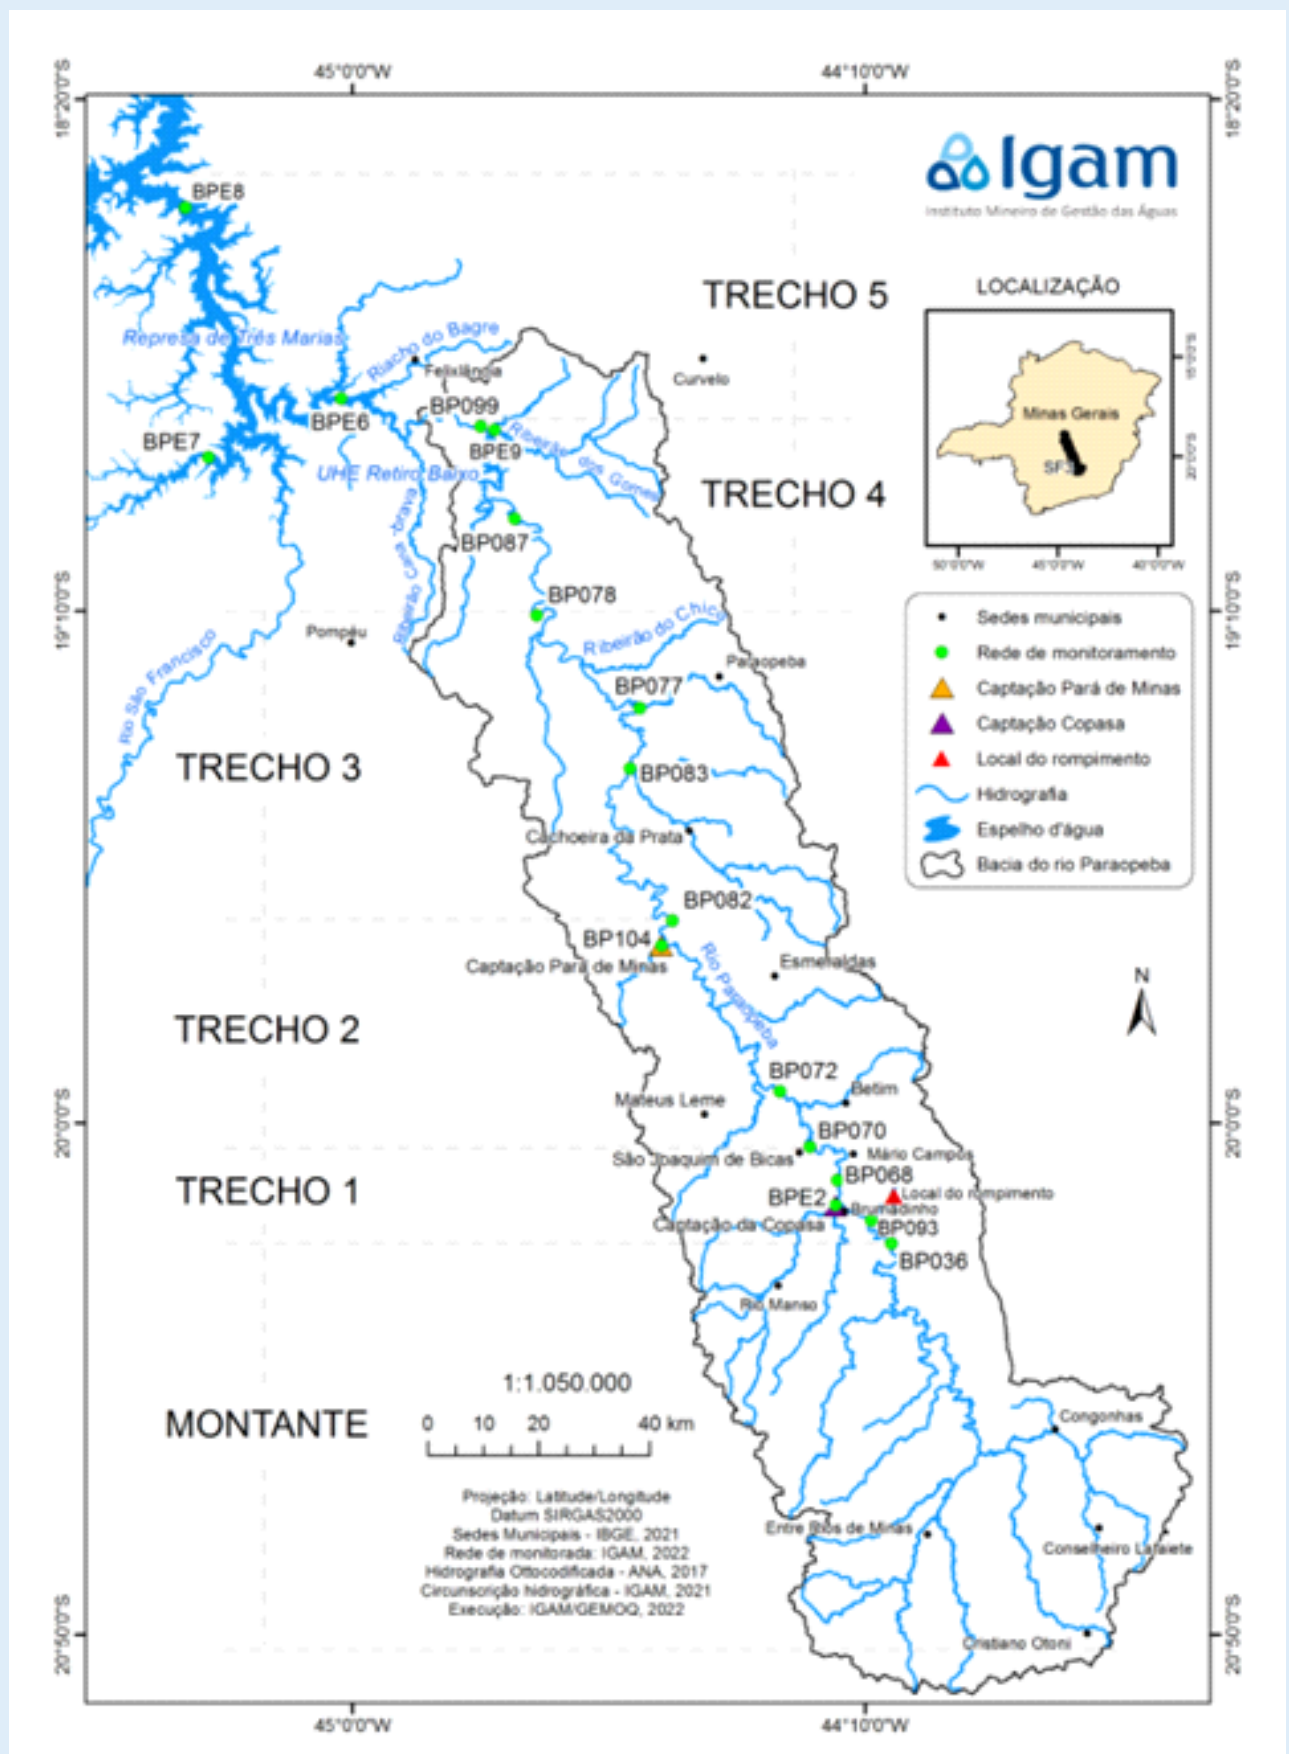 45°0'0"W
44°10'0"W
18°20'0"S
18°20'0"S
Igam
Instituto Mineiro de Gestão das Águas
BPE8
TRECHO 5
LOCALIZAÇÃO
Represa de Três Marias
Riacho do Bagre
Felixlândia
Curvelo
15°0'0"S
Minas Gerais
SF3
20°0'0"S
50°0'0"W
45°0'0"W
40°0'0"W
BP099
BPE6
BPE7
BPE9
Ribeirão dos Gomes
UHE Retiro Baixo
TRECHO 4
BP087
BP078
19°10'0"S
19°10'0"S
Ribeirão do Chico
Pompéu
Rio São Francisco
Paraopeba
BP077
Sedes municipais
Rede de monitoramento
Captação Pará de Minas
Captação Copasa
Local do rompimento
Hidrografia
Espelho d'água
Bacia do rio Paraopeba
TRECHO 3
BP083
Cachoeira da Prata
BP082
BP104
Captação Pará de Minas
Rio Paraopeba
Esmeraldas
N
TRECHO 2
BP072
Betim
Mateus Leme
20°0'0"S
20°0'0"S
BP070
São Joaquim de Bicas
Mário Campos
TRECHO 1
BP068
BPE2
Local do rompimento
Brumadinho
Captação da Copasa
BP093
BP036
Rio Manso
1:1.050.000
0 10 20 40 km
MONTANTE
Congonhas
Projeção: Latitude/Longitude
Datum SIRGAS2000
Sedes Municipais - IBGE, 2021
Rede de monitorada: IGAM, 2022
Hidrografia Ottocodificada - ANA, 2017
Circunscrição hidrográfica - IGAM, 2021
Execução: IGAM/GEMOQ, 2022
Entre Rios de Minas
Conselheiro Lafaiete
Cristiano Otoni
20°50'0"S
20°50'0"S
45°0'0"W
44°10'0"W